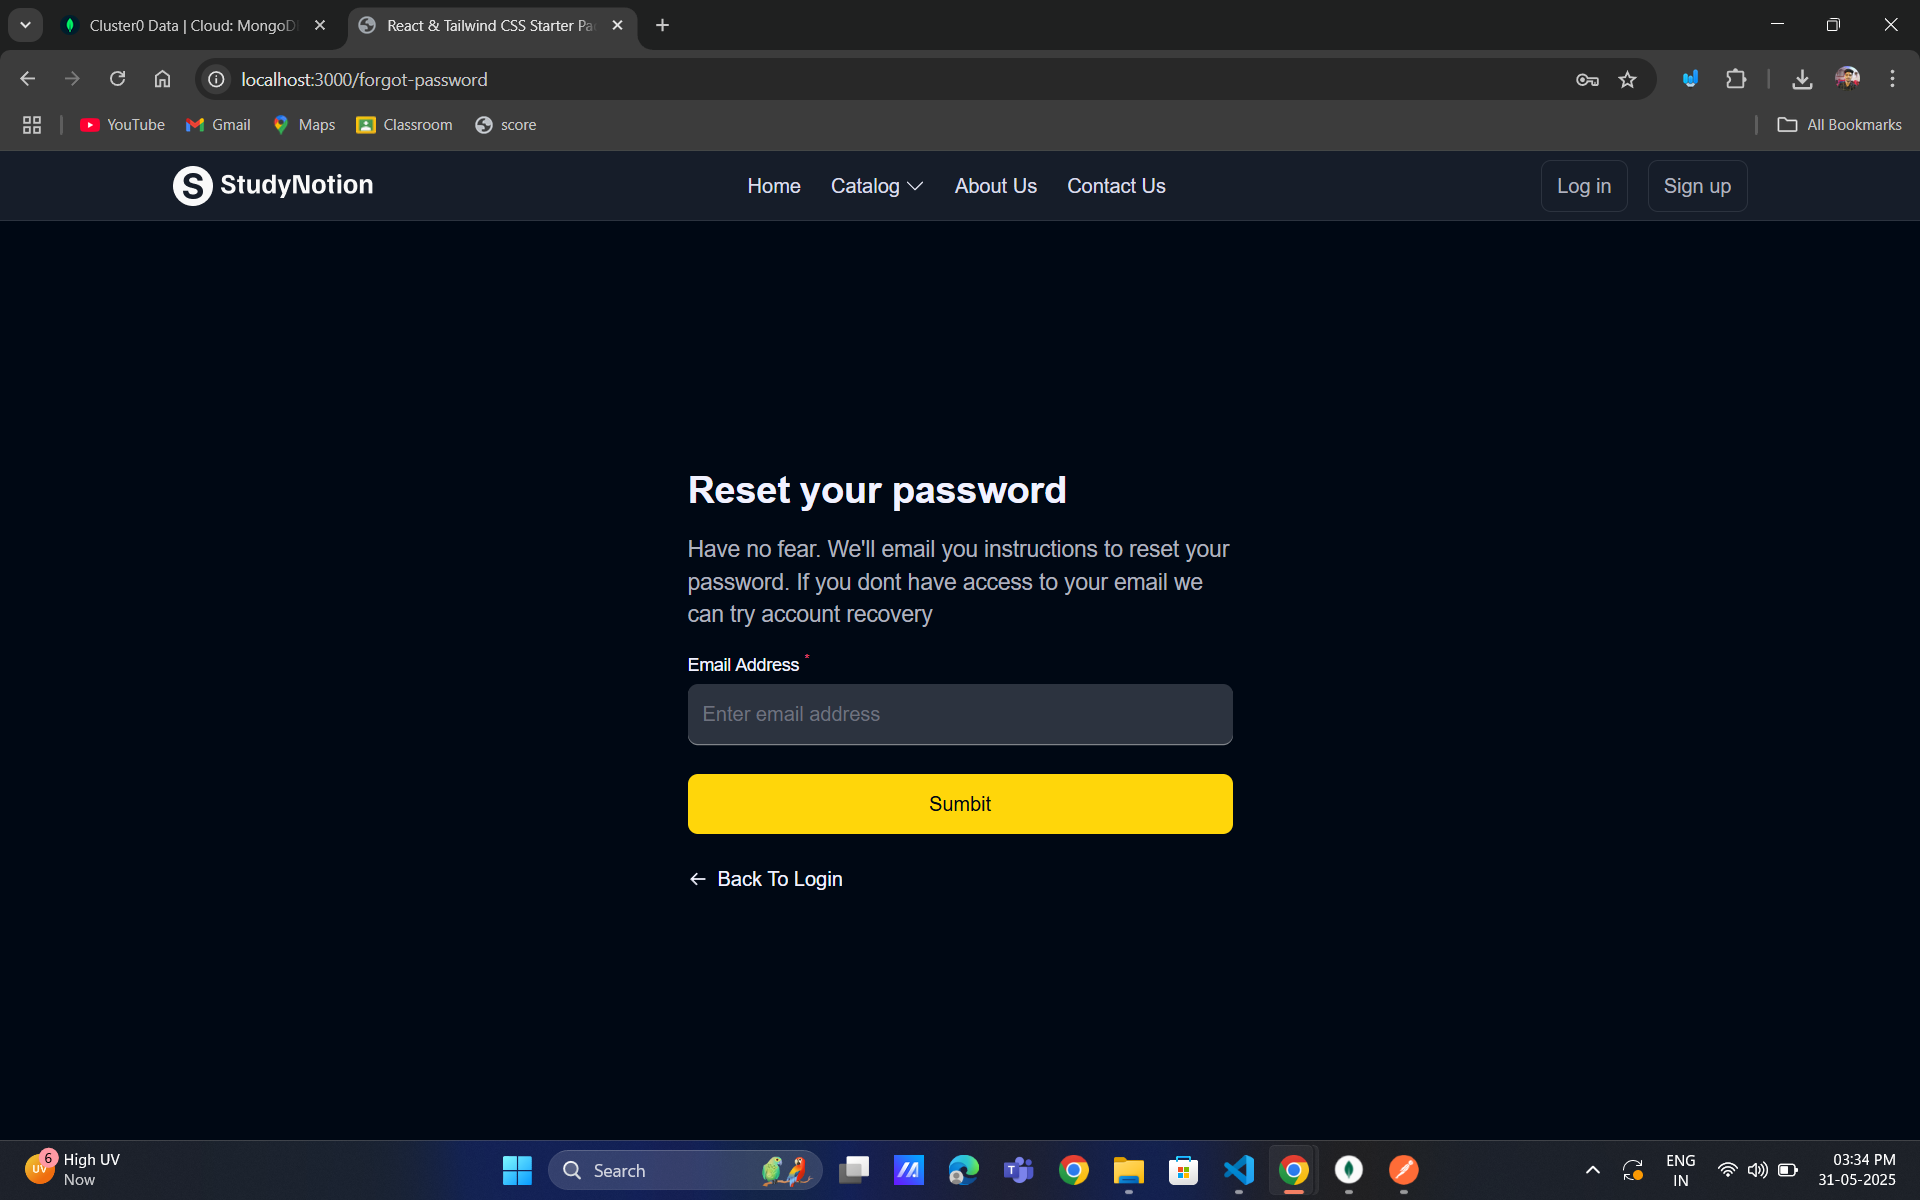 Cluster0 Data | Cloud: MongoD
React & Tailwind CSS Starter Pa
localhost:3000/forgot-password
YouTube
Gmail
Maps
Classroom
score
All Bookmarks
S StudyNotion
Home
Catalog
About Us
Contact Us
Log in
Sign up
Reset your password
Have no fear. We'll email you instructions to reset your
password. If you dont have access to your email we
can try account recovery
Email Address *
Enter email address
Sumbit
Back To Login
UV
6
High UV
Now
Search
ENG
IN
03:34 PM
31-05-2025